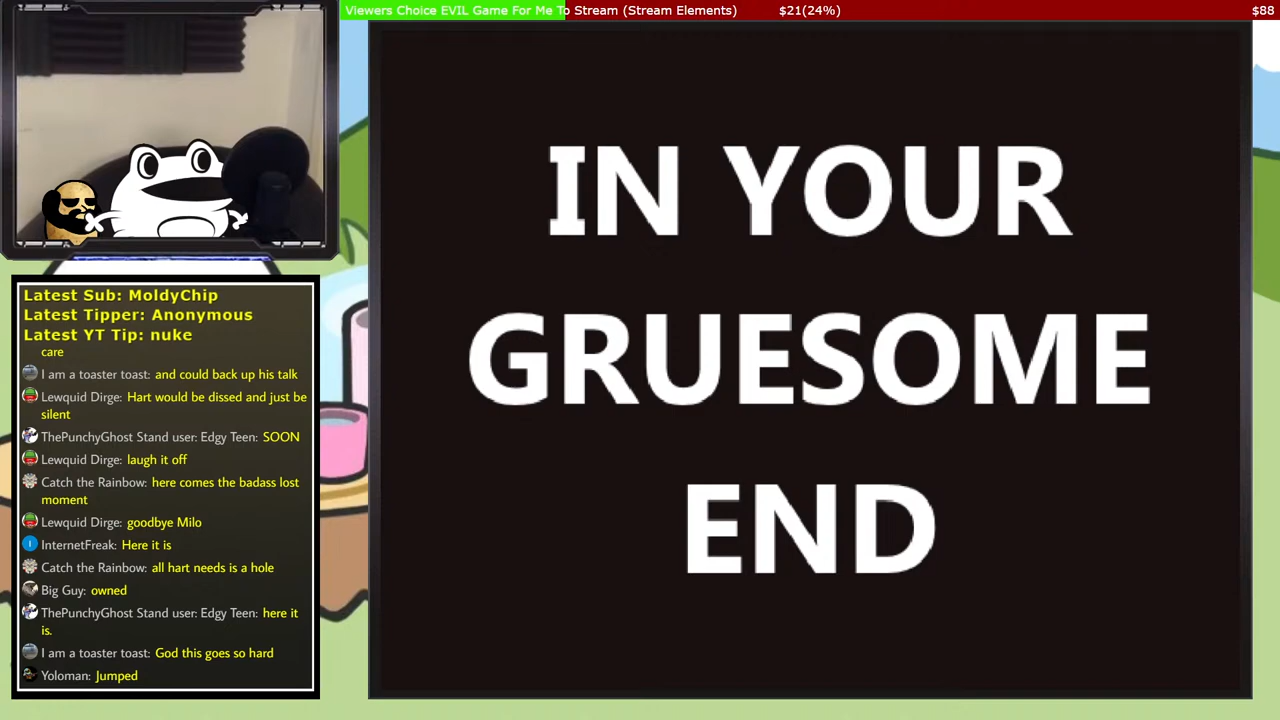 Viewers Choice EVIL Game For Me To Stream (Stream Elements) $21(24%) $88
IN YOUR
GRUESOME
END
Latest Sub: MoldyChip
Latest Tipper: Anonymous
Latest YT Tip: nuke
care
I am a toaster toast: and could back up his talk
Lewquid Dirge: Hart would be dissed and just be
silent
ThePunchyGhost Stand user: Edgy Teen: SOON
Lewquid Dirge: laugh it off
Catch the Rainbow: here comes the badass lost
moment
Lewquid Dirge: goodbye Milo
I InternetFreak: Here it is
Catch the Rainbow: all hart needs is a hole
Big Guy: owned
ThePunchyGhost Stand user: Edgy Teen: here it
is.
I am a toaster toast: God this goes so hard
Yoloman: Jumped